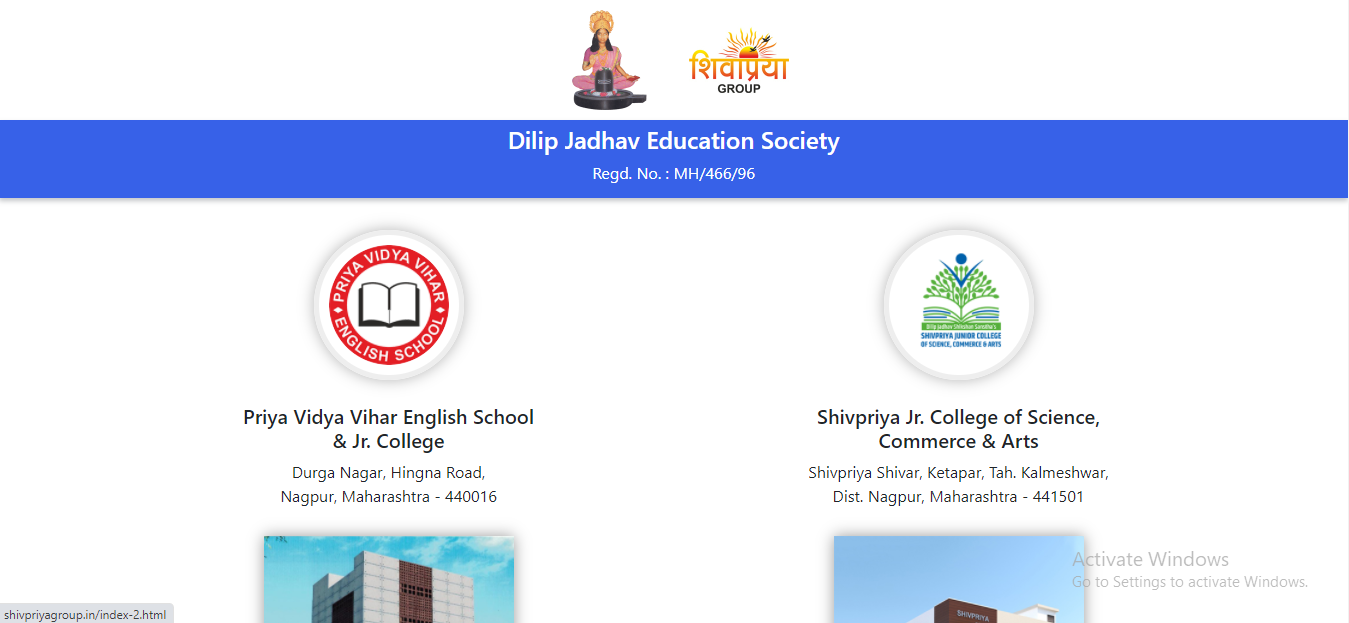 शिवाप्रिया
GROUP
Dilip Jadhav Education Society
Regd. No. : MH/466/96
PRIYA VIDYA VIHAR
ENGLISH SCHOOL
Dilip Jadhav Shikshan Sanstha's
SHIVPRIYA JUNIOR COLLEGE
OF SCIENCE, COMMERCE & ARTS
Priya Vidya Vihar English School
& Jr. College
Shivpriya Jr. College of Science,
Commerce & Arts
Durga Nagar, Hingna Road,
Nagpur, Maharashtra - 440016
Shivpriya Shivar, Ketapar, Tah. Kalmeshwar,
Dist. Nagpur, Maharashtra - 441501
SHIVPRIYA
Activate Windows
Go to Settings to activate Windows.
shivpriyagroup.in/index-2.html